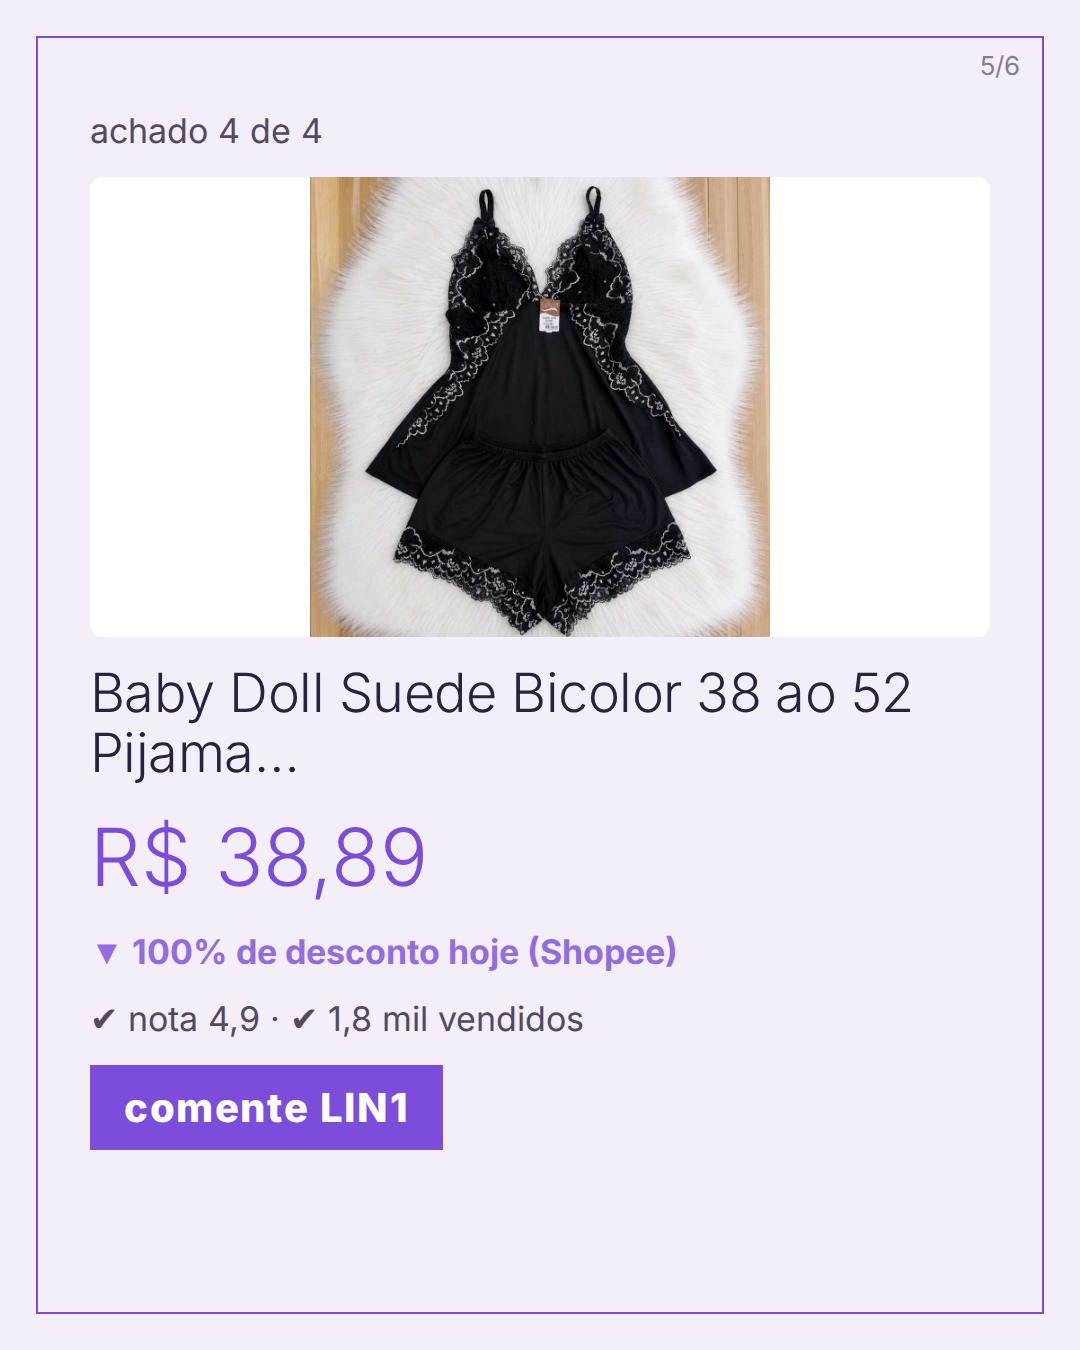 5/6
achado 4 de 4
Baby Doll Suede Bicolor 38 ao 52
Pijama...
R$ 38,89
▼ 100% de desconto hoje (Shopee)
✔ nota 4,9 · ✔ 1,8 mil vendidos
comente LIN1